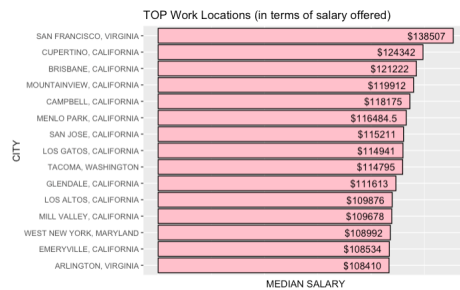 TOP Work Locations (in terms of salary offered)
SAN FRANCISCO, VIRGINIA $138507
CUPERTINO, CALIFORNIA $124342
BRISBANE, CALIFORNIA $121222
MOUNTAINVIEW, CALIFORNIA $119912
CAMPBELL, CALIFORNIA $118175
MENLO PARK, CALIFORNIA $116484.5
SAN JOSE, CALIFORNIA $115211
LOS GATOS, CALIFORNIA $114941
TACOMA, WASHINGTON $114795
GLENDALE, CALIFORNIA $111613
LOS ALTOS, CALIFORNIA $109876
MILL VALLEY, CALIFORNIA $109678
WEST NEW YORK, MARYLAND $108992
EMERYVILLE, CALIFORNIA $108534
ARLINGTON, VIRGINIA $108410
CITY
MEDIAN SALARY